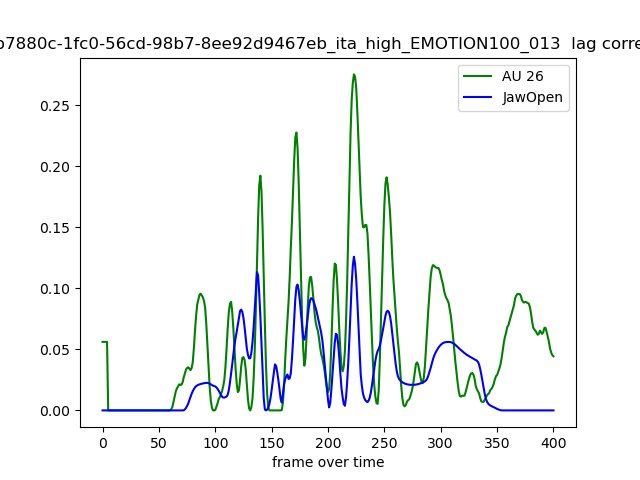 b7880c-1fc0-56cd-98b7-8ee92d9467eb_ita_high_EMOTION100_013 lag corre
AU 26
JawOpen
0.25
0.20
0.15
0.10
0.05
0.00
0 50 100 150 200 250 300 350 400
frame over time